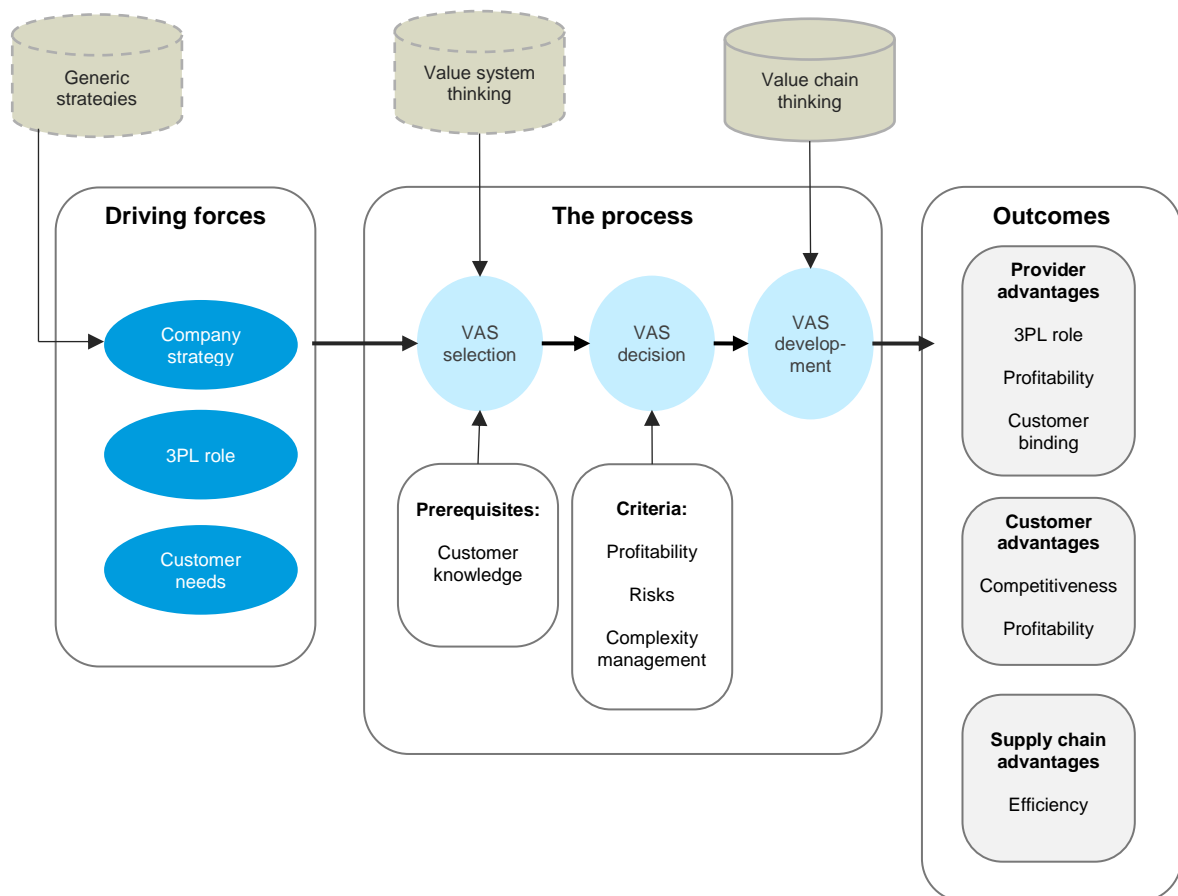 Generic
strategies
Value system
thinking
Value chain
thinking
Driving forces
Company
strategy
3PL role
Customer
needs
The process
VAS
selection
VAS
decision
VAS
develop-
ment
Prerequisites:
Customer
knowledge
Criteria:
Profitability
Risks
Complexity
management
Outcomes
Provider
advantages
3PL role
Profitability
Customer
binding
Customer
advantages
Competitiveness
Profitability
Supply chain
advantages
Efficiency